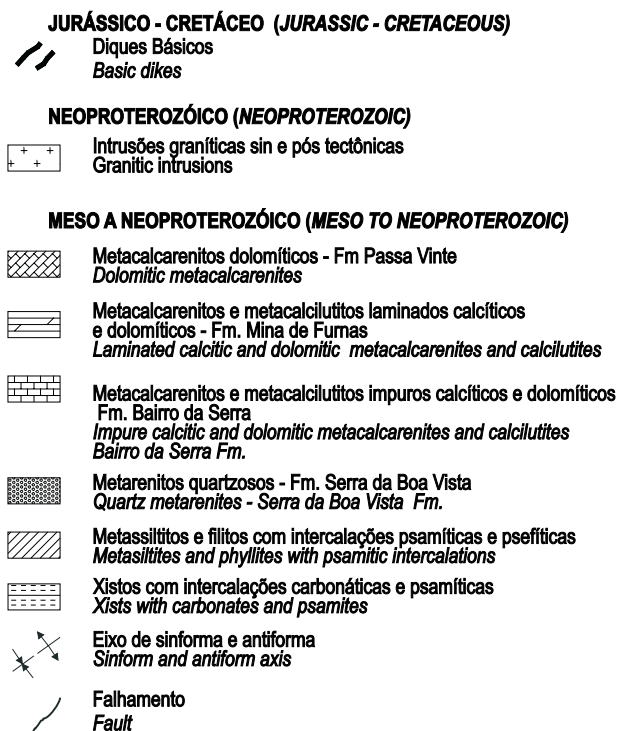 JURÁSSICO - CRETÁCEO (JURASSIC - CRETACEOUS)
Diques Básicos
Basic dikes
NEOPROTEROZÓICO (NEOPROTEROZOIC)
Intrusões graníticas sin e pós tectônicas
Granitic intrusions
MESO A NEOPROTEROZÓICO (MESO TO NEOPROTEROZOIC)
Metacalcarenitos dolomíticos - Fm Passa Vinte
Dolomitic metacalcarenites
Metacalcarenitos e metacalcilutitos laminados calcíticos
e dolomíticos - Fm. Mina de Furnas
Laminated calcitic and dolomitic metacalcarenites and calcilutites
Metacalcarenitos e metacalcilutitos impuros calcíticos e dolomíticos
Fm. Bairro da Serra
Impure calcitic and dolomitic metacalcarenites and calcilutites
Bairro da Serra Fm.
Metarenitos quartzosos - Fm. Serra da Boa Vista
Quartz metarenites - Serra da Boa Vista Fm.
Metassiltitos e filitos com intercalações psamíticas e psefíticas
Metasiltites and phyllites with psamitic intercalations
Xistos com intercalações carbonáticas e psamíticas
Xists with carbonates and psamites
Eixo de sinforma e antiforma
Sinform and antiform axis
Falhamento
Fault